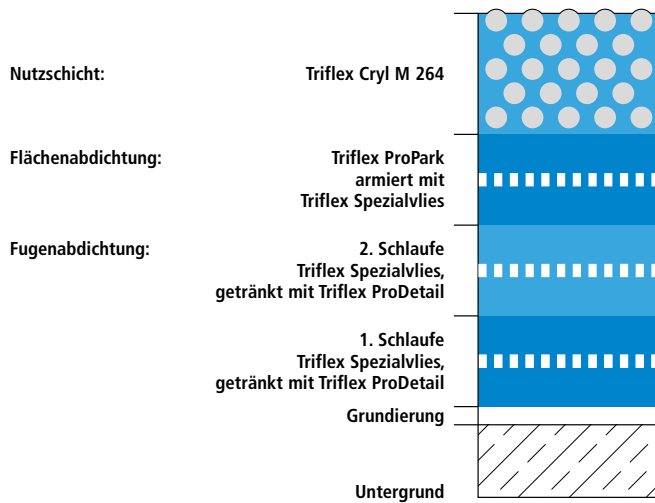 Nutzschicht: Triflex Cryl M 264
Flächenabdichtung: Triflex ProPark
armiert mit
Triflex Spezialvlies
Fugenabdichtung: 2. Schlaufe
Triflex Spezialvlies,
getränkt mit Triflex ProDetail
1. Schlaufe
Triflex Spezialvlies,
getränkt mit Triflex ProDetail
Grundierung
Untergrund